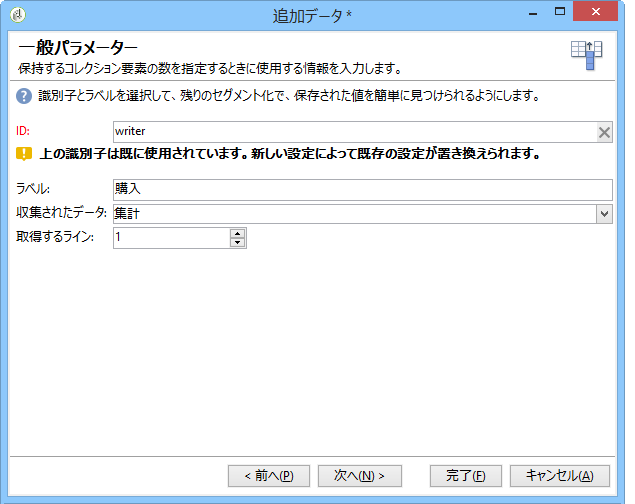 追加データ *
一般パラメーター
保持するコレクション要素の数を指定するときに使用する情報を入力します。
識別子とラベルを選択して、残りのセグメント化で、保存された値を簡単に見つけられるようにします。
ID: writer
上の識別子は既に使用されています。新しい設定によって既存の設定が置き換えられます。
ラベル: 購入
収集されたデータ: 集計
取得するライン: 1
< 前へ(P) 次へ(N) > 完了(F) キャンセル(A)